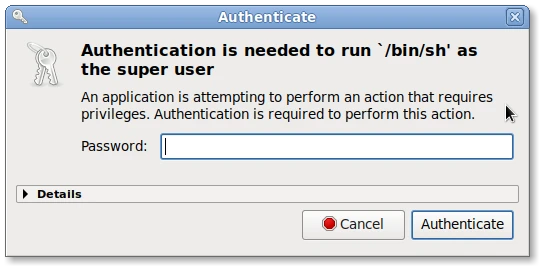 Authenticate
Authentication is needed to run `/bin/sh' as
the super user
An application is attempting to perform an action that requires
privileges. Authentication is required to perform this action.
Password:
Details
Cancel
Authenticate